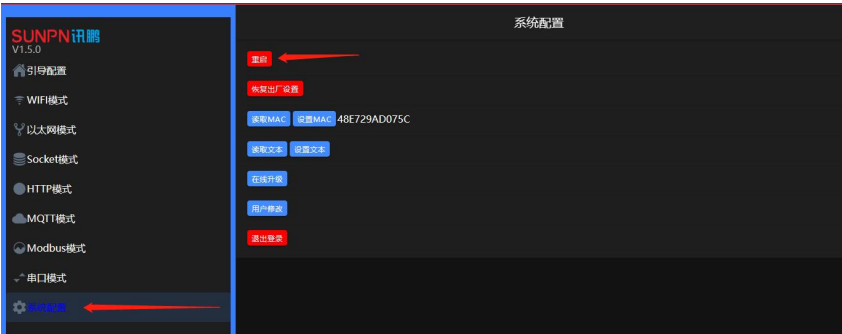 SUNPN讯鹏
V1.5.0
引导配置
WIFI模式
以太网模式
Socket模式
HTTP模式
MQTT模式
Modbus模式
串口模式
系统配置
系统配置
重启
恢复出厂设置
读取MAC 设置MAC 48E729AD075C
读取文本 设置文本
在线升级
用户修改
退出登录